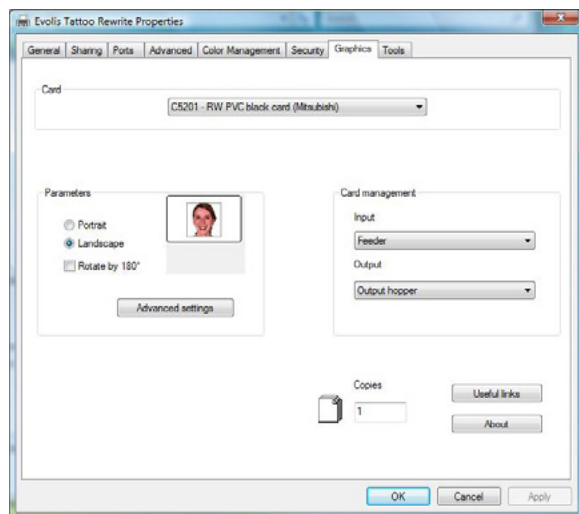 Evolis Tattoo Rewrite Properties
General Sharing Ports Advanced Color Management Security Graphics Tools
Card
C5201 - RW PVC black card (Mitsubishi)
Parameters
Portrait
Landscape
Rotate by 180°
Advanced settings
Card management
Input
Feeder
Output
Output hopper
Copies
1
Useful links
About
OK Cancel Apply